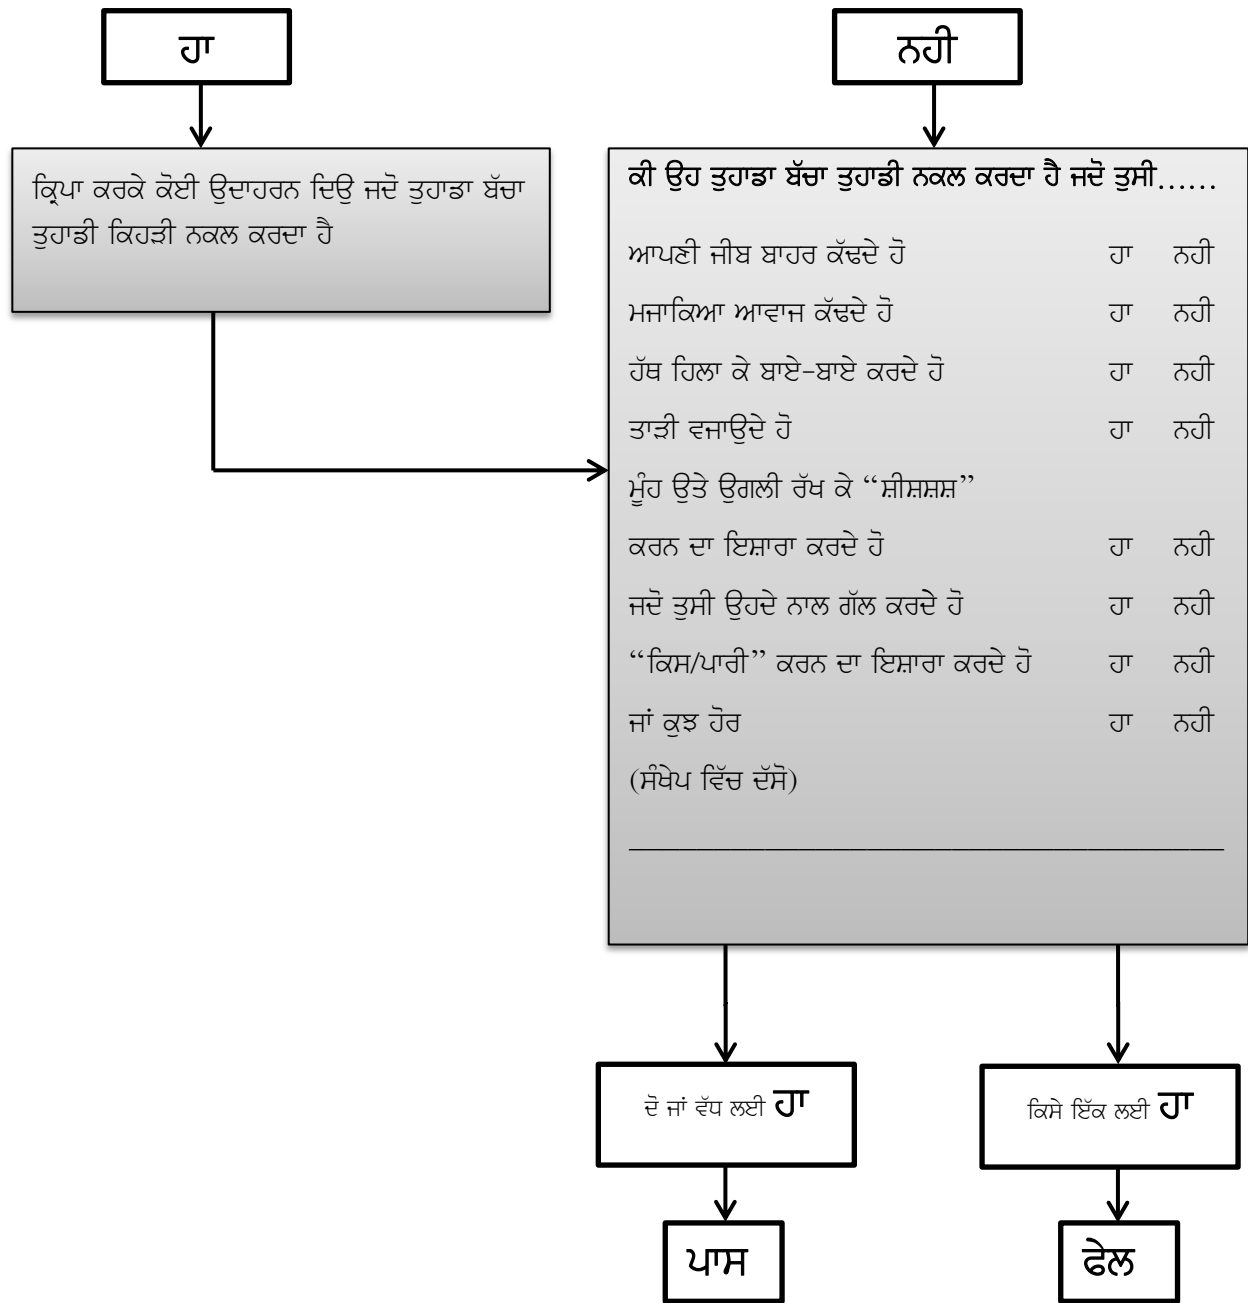 ਹਾ
ਨਹੀ
ਕ੍ਰਿਪਾ ਕਰਕੇ ਕੋਈ ਉਦਾਹਰਨ ਦਿਉ ਜਦੋ ਤੁਹਾਡਾ ਬੱਚਾ
ਤੁਹਾਡੀ ਕਿਹੜੀ ਨਕਲ ਕਰਦਾ ਹੈ
ਕੀ ਉਹ ਤੁਹਾਡਾ ਬੱਚਾ ਤੁਹਾਡੀ ਨਕਲ ਕਰਦਾ ਹੈ ਜਦੋ ਤੁਸੀ......
ਆਪਣੀ ਜੀਬ ਬਾਹਰ ਕੱਢਦੇ ਹੋ ਹਾ ਨਹੀ
ਮਜਾਕਿਆ ਆਵਾਜ ਕੱਢਦੇ ਹੋ ਹਾ ਨਹੀ
ਹੱਥ ਹਿਲਾ ਕੇ ਬਾਏ-ਬਾਏ ਕਰਦੇ ਹੋ ਹਾ ਨਹੀ
ਤਾੜੀ ਵਜਾਉਦੇ ਹੋ ਹਾ ਨਹੀ
ਮੂੰਹ ਉਤੇ ਉਗਲੀ ਰੱਖ ਕੇ “ਸ਼ੀਸ਼ਸ਼ਸ਼”
ਕਰਨ ਦਾ ਇਸ਼ਾਰਾ ਕਰਦੇ ਹੋ ਹਾ ਨਹੀ
ਜਦੋ ਤੁਸੀ ਉਹਦੇ ਨਾਲ ਗੱਲ ਕਰਦੇ ਹੋ ਹਾ ਨਹੀ
“ਕਿਸ/ਪਾਰੀ” ਕਰਨ ਦਾ ਇਸ਼ਾਰਾ ਕਰਦੇ ਹੋ ਹਾ ਨਹੀ
ਜਾਂ ਕੁਝ ਹੋਰ ਹਾ ਨਹੀ
(ਸੰਖੇਪ ਵਿੱਚ ਦੱਸੋ)
ਦੋ ਜਾਂ ਵੱਧ ਲਈ ਹਾ
ਕਿਸੇ ਇੱਕ ਲਈ ਹਾ
ਪਾਸ
ਫੇਲ